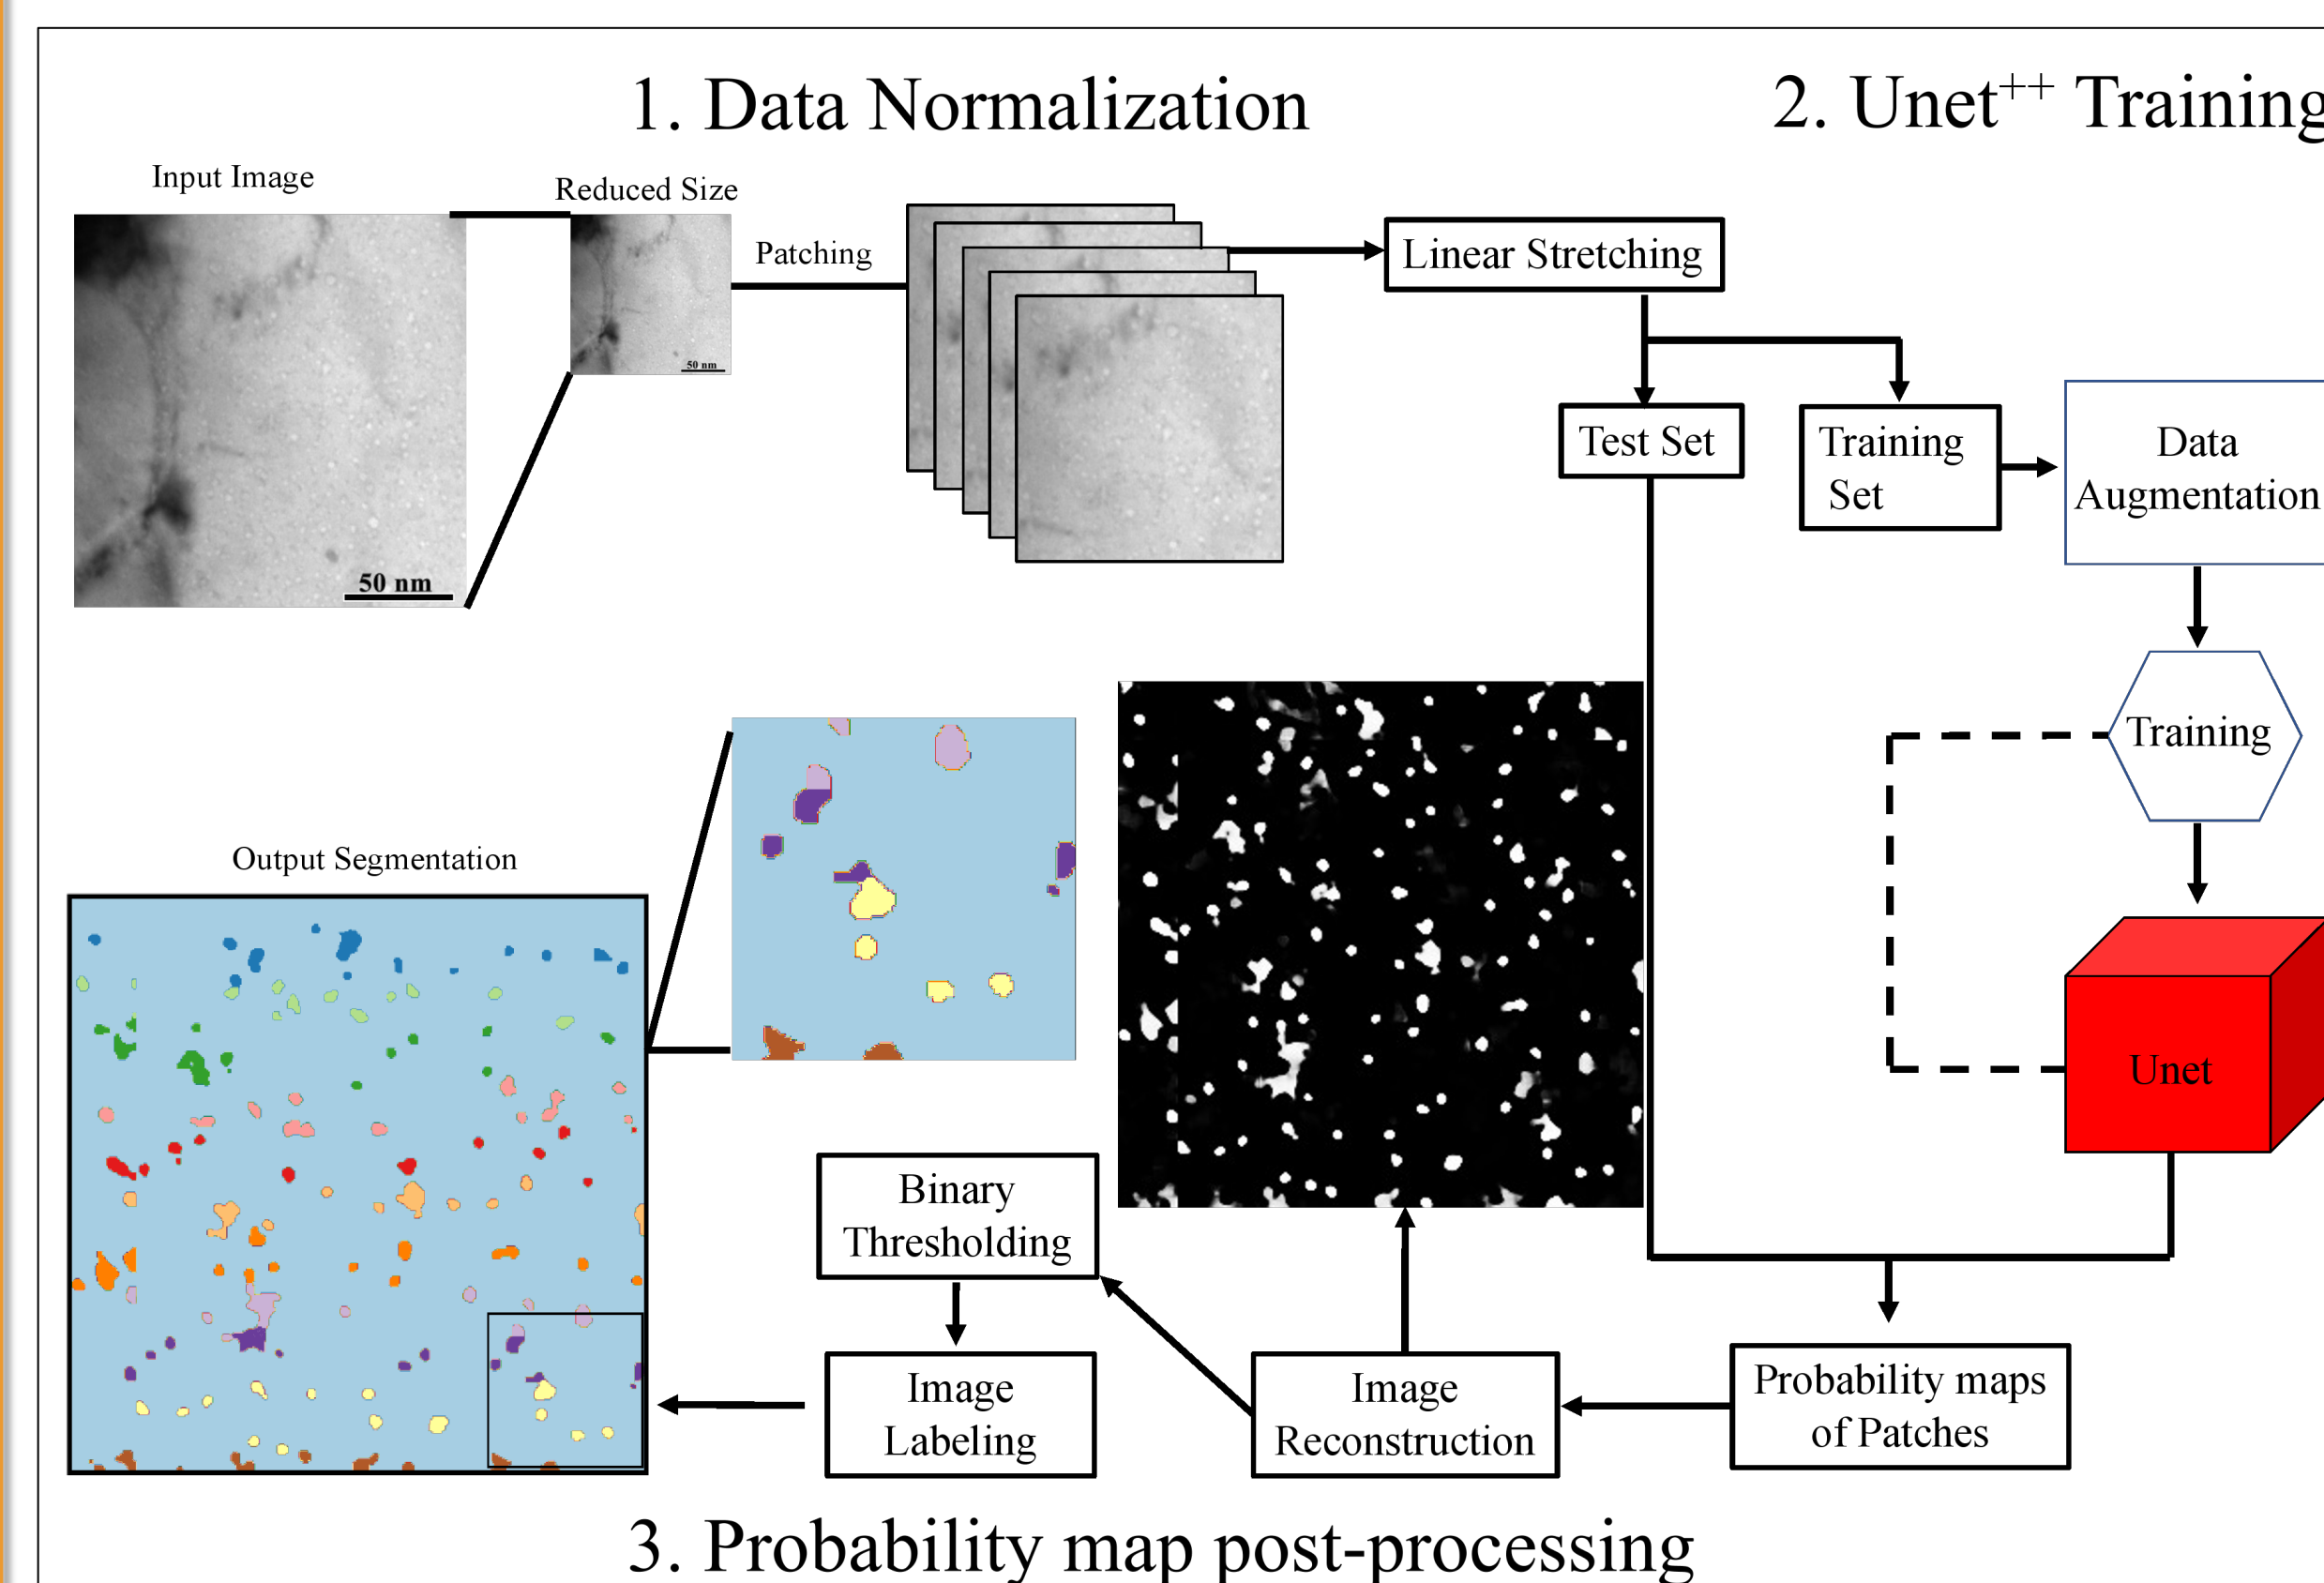 1. Data Normalization
2. Unet++ Training
Input Image
Reduced Size
Patching
50 nm
50 nm
Linear Stretching
Test Set
Training
Set
Data
Augmentation
Training
Unet
Output Segmentation
Binary
Thresholding
Image
Labeling
Image
Reconstruction
Probability maps
of Patches
3. Probability map post-processing